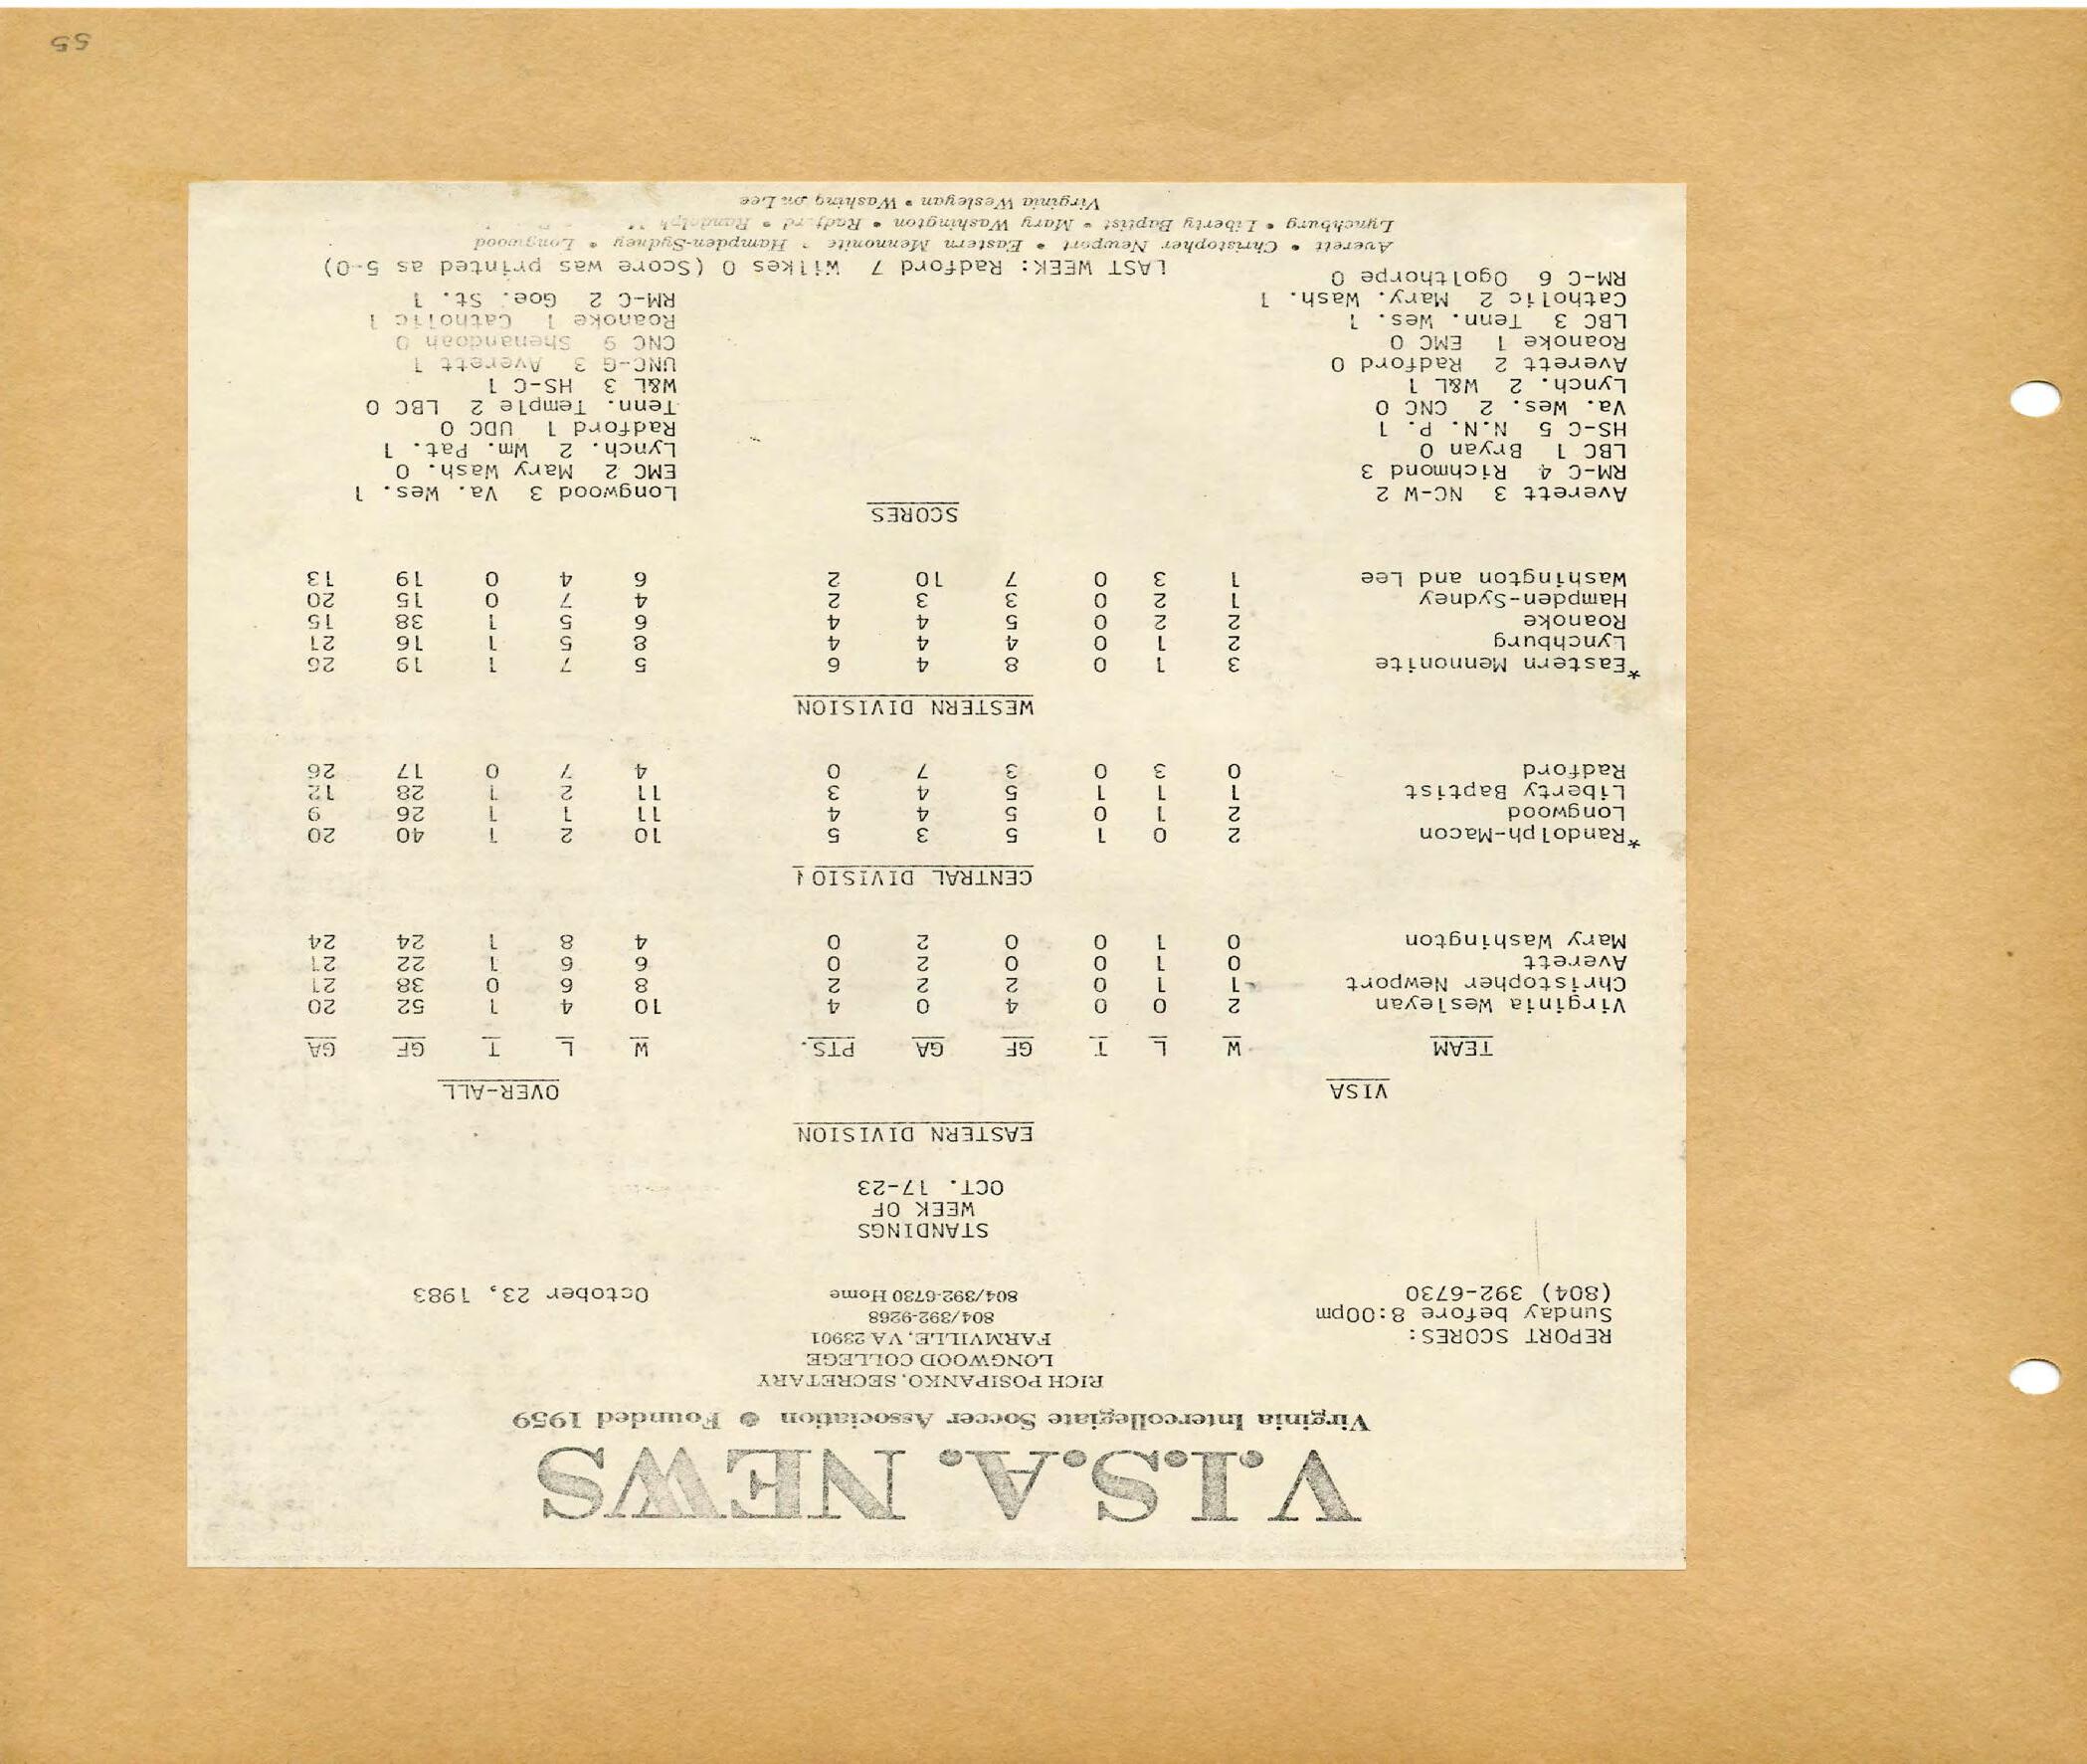 V.I.S.A. NEWS
Virginia Intercollegiate Soccer Association • Founded 1959
RICH POSIPANKO, SECRETARY
LONGWOOD COLLEGE
FARMVILLE, VA 23901
804/392-9268
804/392-6730 Home
REPORT SCORES:
Sunday before 8:00pm
(804) 392-6730
October 23, 1983
STANDINGS
WEEK OF
OCT. 17-23
EASTERN DIVISION
VISA OVER-ALL
TEAM W L T GF GA PTS. W L T GF GA
Virginia Wesleyan 2 0 0 4 0 4 10 4 1 52 20
Christopher Newport 1 1 0 2 2 2 8 6 0 38 21
Averett 0 1 0 0 2 0 6 6 1 22 21
Mary Washington 0 1 0 0 2 0 4 8 1 24 24
CENTRAL DIVISION
*Randolph-Macon 2 0 1 5 3 5 10 2 1 40 20
Longwood 2 1 0 5 4 4 11 1 1 26 9
Liberty Baptist 1 1 1 5 4 3 11 2 1 28 12
Radford 0 3 0 3 7 0 4 7 0 17 26
WESTERN DIVISION
*Eastern Mennonite 3 1 0 8 4 6 5 7 1 19 26
Lynchburg 2 1 0 4 4 4 8 5 1 16 21
Roanoke 2 2 0 5 4 4 6 5 1 38 15
Hampden-Sydney 1 2 0 3 3 2 4 7 0 15 20
Washington and Lee 1 3 0 7 10 2 6 4 0 19 13
SCORES
Averett 3 NC-W 2
RM-C 4 Richmond 3
LBC 1 Bryan 0
HS-C 5 N.N. P. 1
Va. Wes. 2 CNC 0
Lynch. 2 W&L 1
Averett 2 Radford 0
Roanoke 1 EMC 0
LBC 3 Tenn. Wes. 1
Catholic 2 Mary. Wash. 1
RM-C 6 Ogolthorpe 0
Longwood 3 Va. Wes. 1
EMC 2 Mary Wash. 0
Lynch. 2 Wm. Pat. 1
Radford 1 UDC 0
Tenn. Temple 2 LBC 0
W&L 3 HS-C 1
UNC-G 3 Averett 1
CNC 9 Shenandoah 0
Roanoke 1 Catholic 1
RM-C 2 Goe. St. 1
LAST WEEK: Radford 7 Wilkes 0 (Score was printed as 5-0)
Averett • Christopher Newport • Eastern Mennonite • Hampden-Sydney • Longwood
Lynchburg • Liberty Baptist • Mary Washington • Radford • Randolph
Virginia Wesleyan • Washing on Lee
55